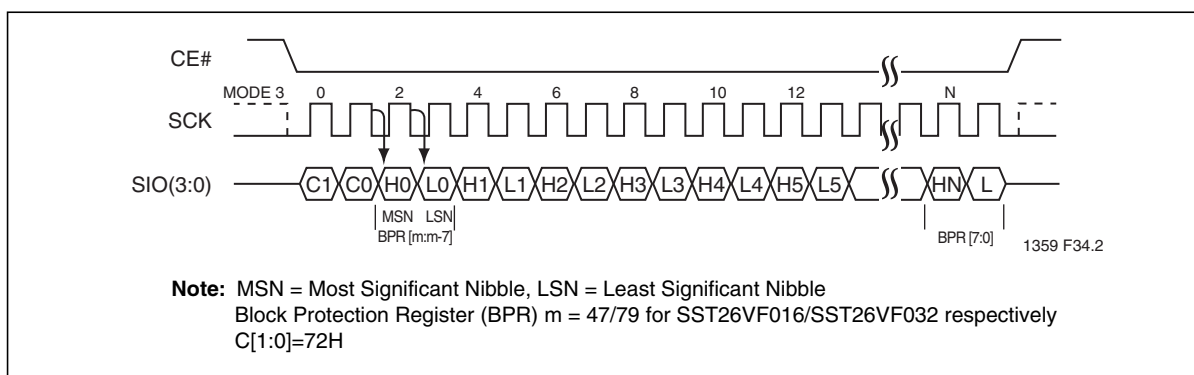 CE#
MODE 3 0 2 4 6 8 10 12 N
SCK
SIO(3:0) C1 C0 H0 L0 H1 L1 H2 L2 H3 L3 H4 L4 H5 L5 HN L
MSN LSN
BPR [m:m-7] BPR [7:0]
1359 F34.2
Note: MSN = Most Significant Nibble, LSN = Least Significant Nibble
Block Protection Register (BPR) m = 47/79 for SST26VF016/SST26VF032 respectively
C[1:0]=72H